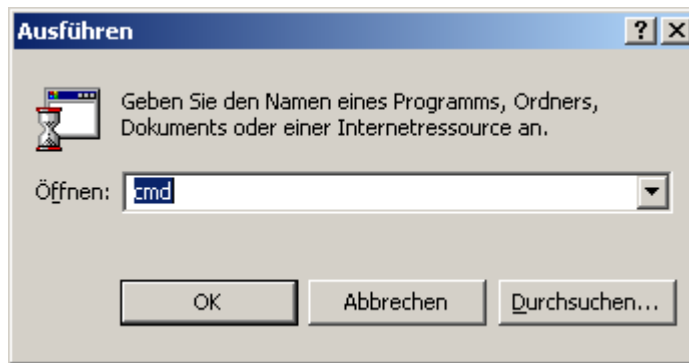 Ausführen
Geben Sie den Namen eines Programms, Ordners,
Dokuments oder einer Internetressource an.
Öffnen: cmd
OK Abbrechen Durchsuchen...